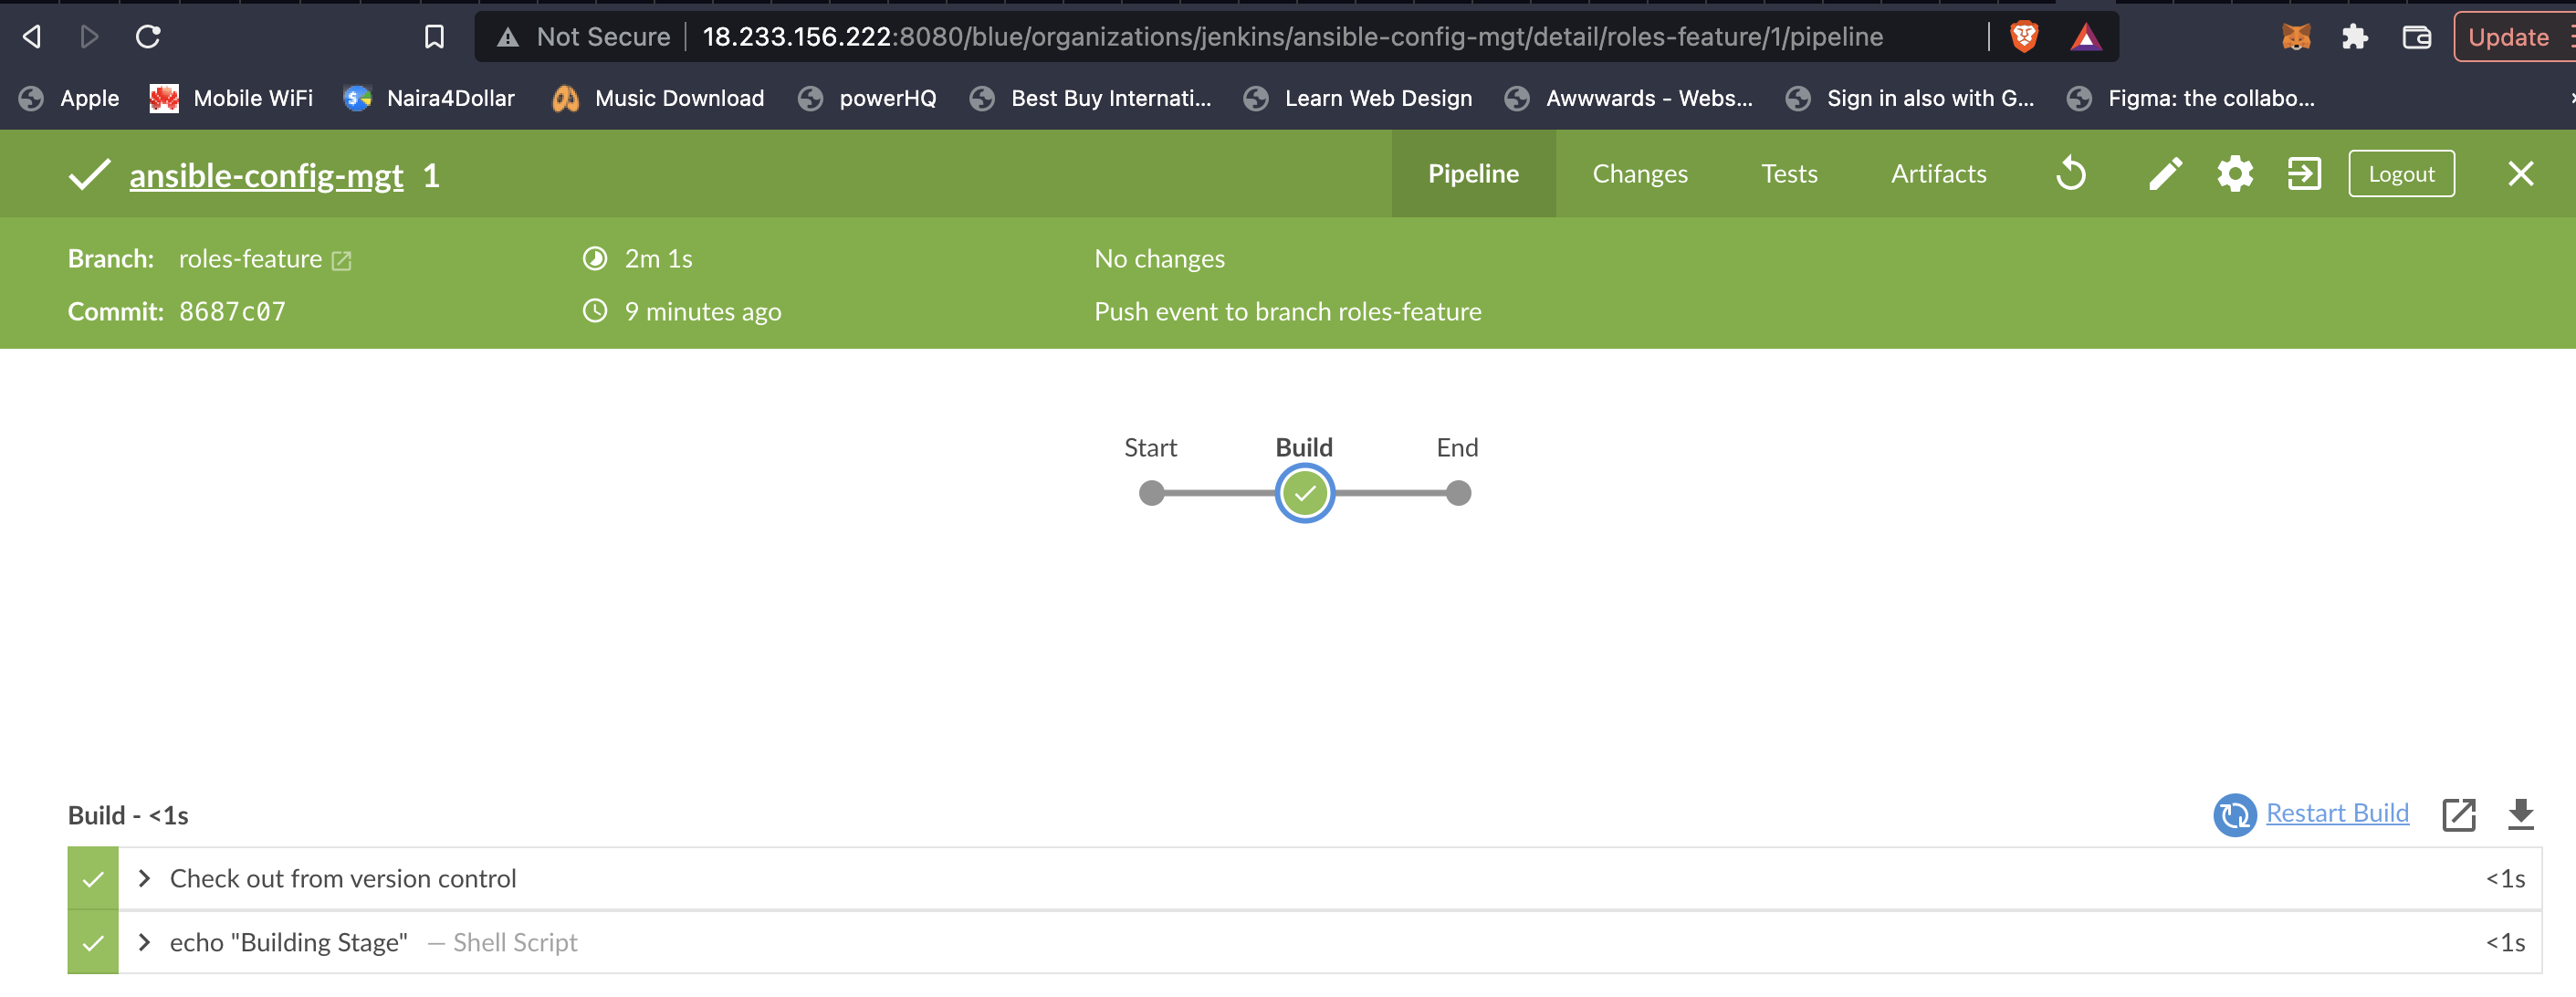 Not Secure 18.233.156.222:8080/blue/organizations/jenkins/ansible-config-mgt/detail/roles-feature/1/pipeline Update
Apple Mobile WiFi Naira4Dollar Music Download powerHQ Best Buy Internati... Learn Web Design Awwwards - Webs... Sign in also with G... Figma: the collabo...
ansible-config-mgt 1 Pipeline Changes Tests Artifacts Logout
Branch: roles-feature 2m 1s No changes
Commit: 8687c07 9 minutes ago Push event to branch roles-feature
Start Build End
Build - <1s Restart Build
Check out from version control <1s
echo "Building Stage" — Shell Script <1s